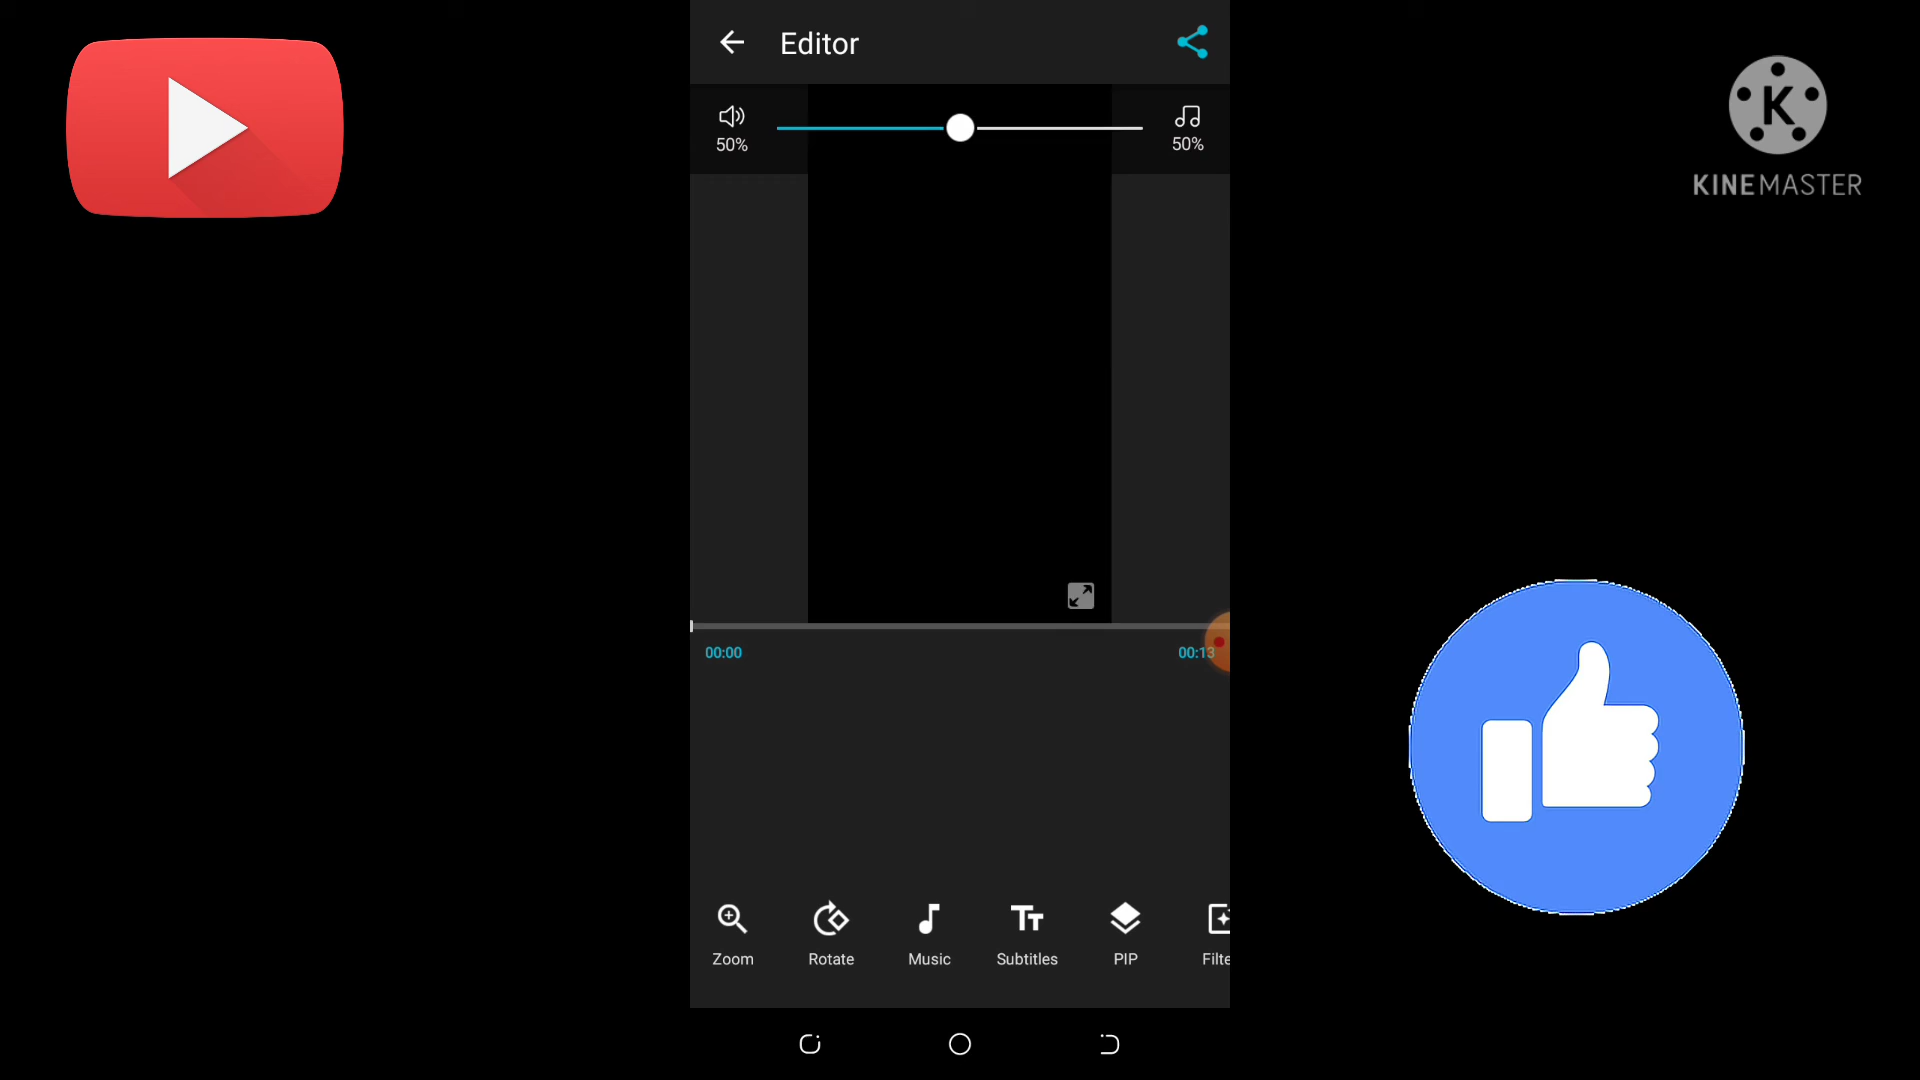 Editor
50%
50%
K
KINEMASTER
00:00
00:13
Zoom
Rotate
Music
Subtitles
PIP
Filte